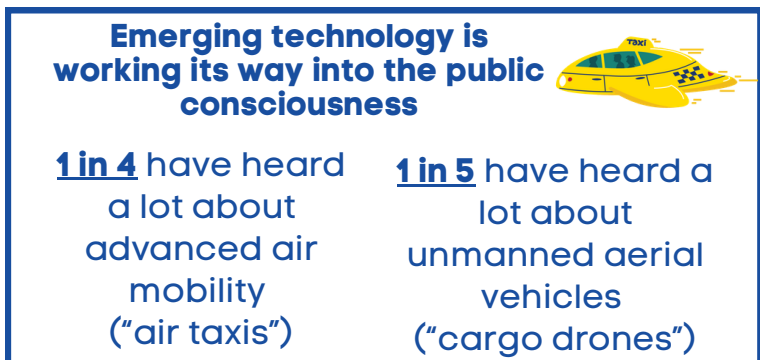 Emerging technology is
working its way into the public
consciousness
TAXI
1 in 4 have heard
a lot about
advanced air
mobility
("air taxis")
1 in 5 have heard a
lot about
unmanned aerial
vehicles
("cargo drones")